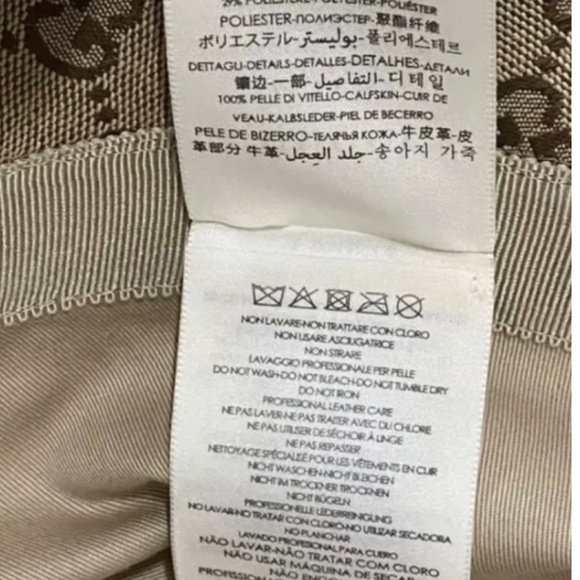 POLIESTERE-POLYESTER-POLYESTER
POLIESTER-ПОЛИЭСТЕР-聚酯纤维
ポリエステル-بوليستر-폴리에스테르
DETTAGLI-DETAILS-DETALLES-DETALHES-ДЕТАЛИ
镶边-一部-التفاصيل-디테일
100% PELLE DI VITELLO-CALFSKIN-CUIR DE
VEAU-KALBSLEDER-PIEL DE BECERRO
PELE DE BIZERRO-ТЕЛЯЧЬЯ КОЖА-牛皮革-皮
革部分 牛革-جلد العجل-송아지 가죽
NON LAVARE-NON TRATTARE CON CLORO
NON USARE ASCIUGATRICE
NON STIRARE
LAVAGGIO PROFESSIONALE PER PELLE
DO NOT WASH-DO NOT BLEACH-DO NOT TUMBLE DRY
DO NOT IRON
PROFESSIONAL LEATHER CARE
NE PAS LAVER-NE PAS TRAITER AVEC DU CHLORE
NE PAS UTILISER DE SÉCHOIR À LINGE
NE PAS REPASSER
NETTOYAGE SPÉCIALISÉ POUR LES VÊTEMENTS EN CUIR
NICHT WASCHEN-NICHT BLEICHEN
NICHT IM TROCKNER TROCKNEN
NICHT BÜGELN
PROFESSIONELLE LEDERREINIGUNG
NO LAVAR-NO TRATAR CON CLORO-NO UTILIZAR SECADORA
NO PLANCHAR
LAVADO PROFESIONAL PARA CUERO
NÃO LAVAR-NÃO TRATAR COM CLORO
NÃO USAR MÁQUINA DE SECAR